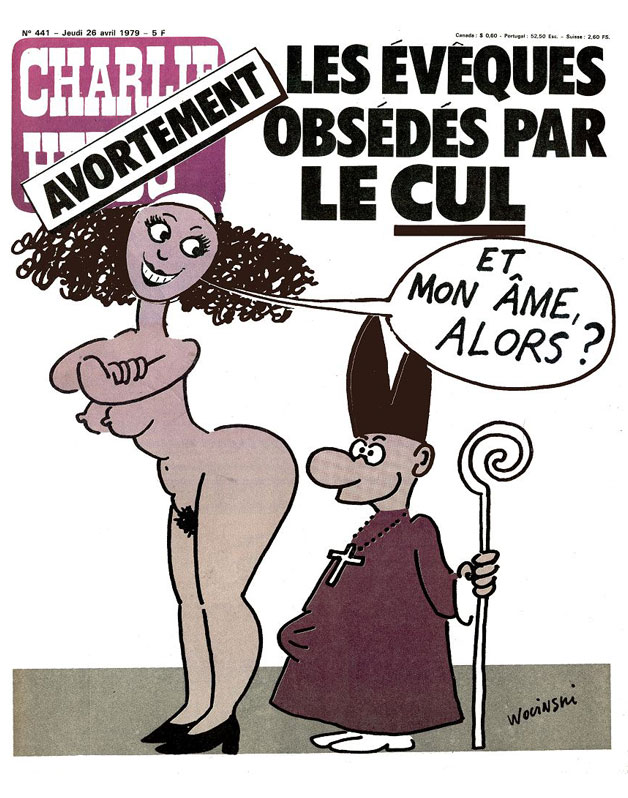 N° 441 – Jeudi 26 avril 1979 – 5 F
Canada : $ 0,60 - Portugal : 52,50 Esc. - Suisse : 2,60 FS.
CHARLIE
AVORTEMENT
LES ÉVÊQUES
OBSÉDÉS PAR
LE CUL
ET
MON ÂME,
ALORS ?
WOLINSKI